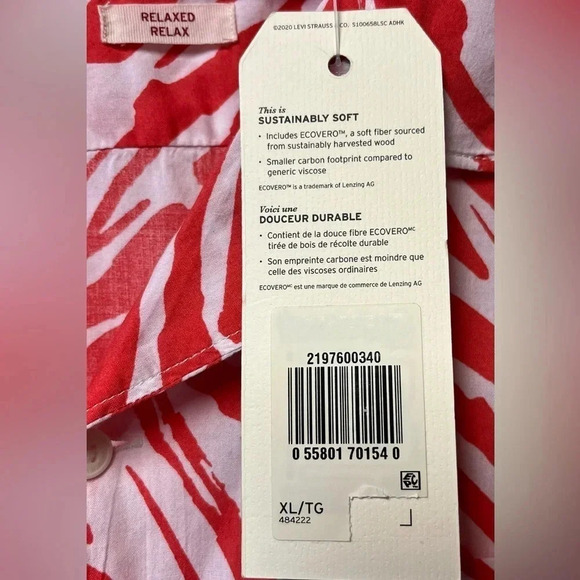 RELAXED
RELAX
©2020 LEVI STRAUSS & CO. 5100658LSC ADHK
This is
SUSTAINABLY SOFT
• Includes ECOVERO™, a soft fiber sourced
from sustainably harvested wood
• Smaller carbon footprint compared to
generic viscose
ECOVERO™ is a trademark of Lenzing AG
Voici une
DOUCEUR DURABLE
• Contient de la douce fibre ECOVEROᴹᶜ
tirée de bois de récolte durable
• Son empreinte carbone est moindre que
celle des viscoses ordinaires
ECOVEROᴹᶜ est une marque de commerce de Lenzing AG
2197600340
0 55801 70154 0
XL/TG
484222